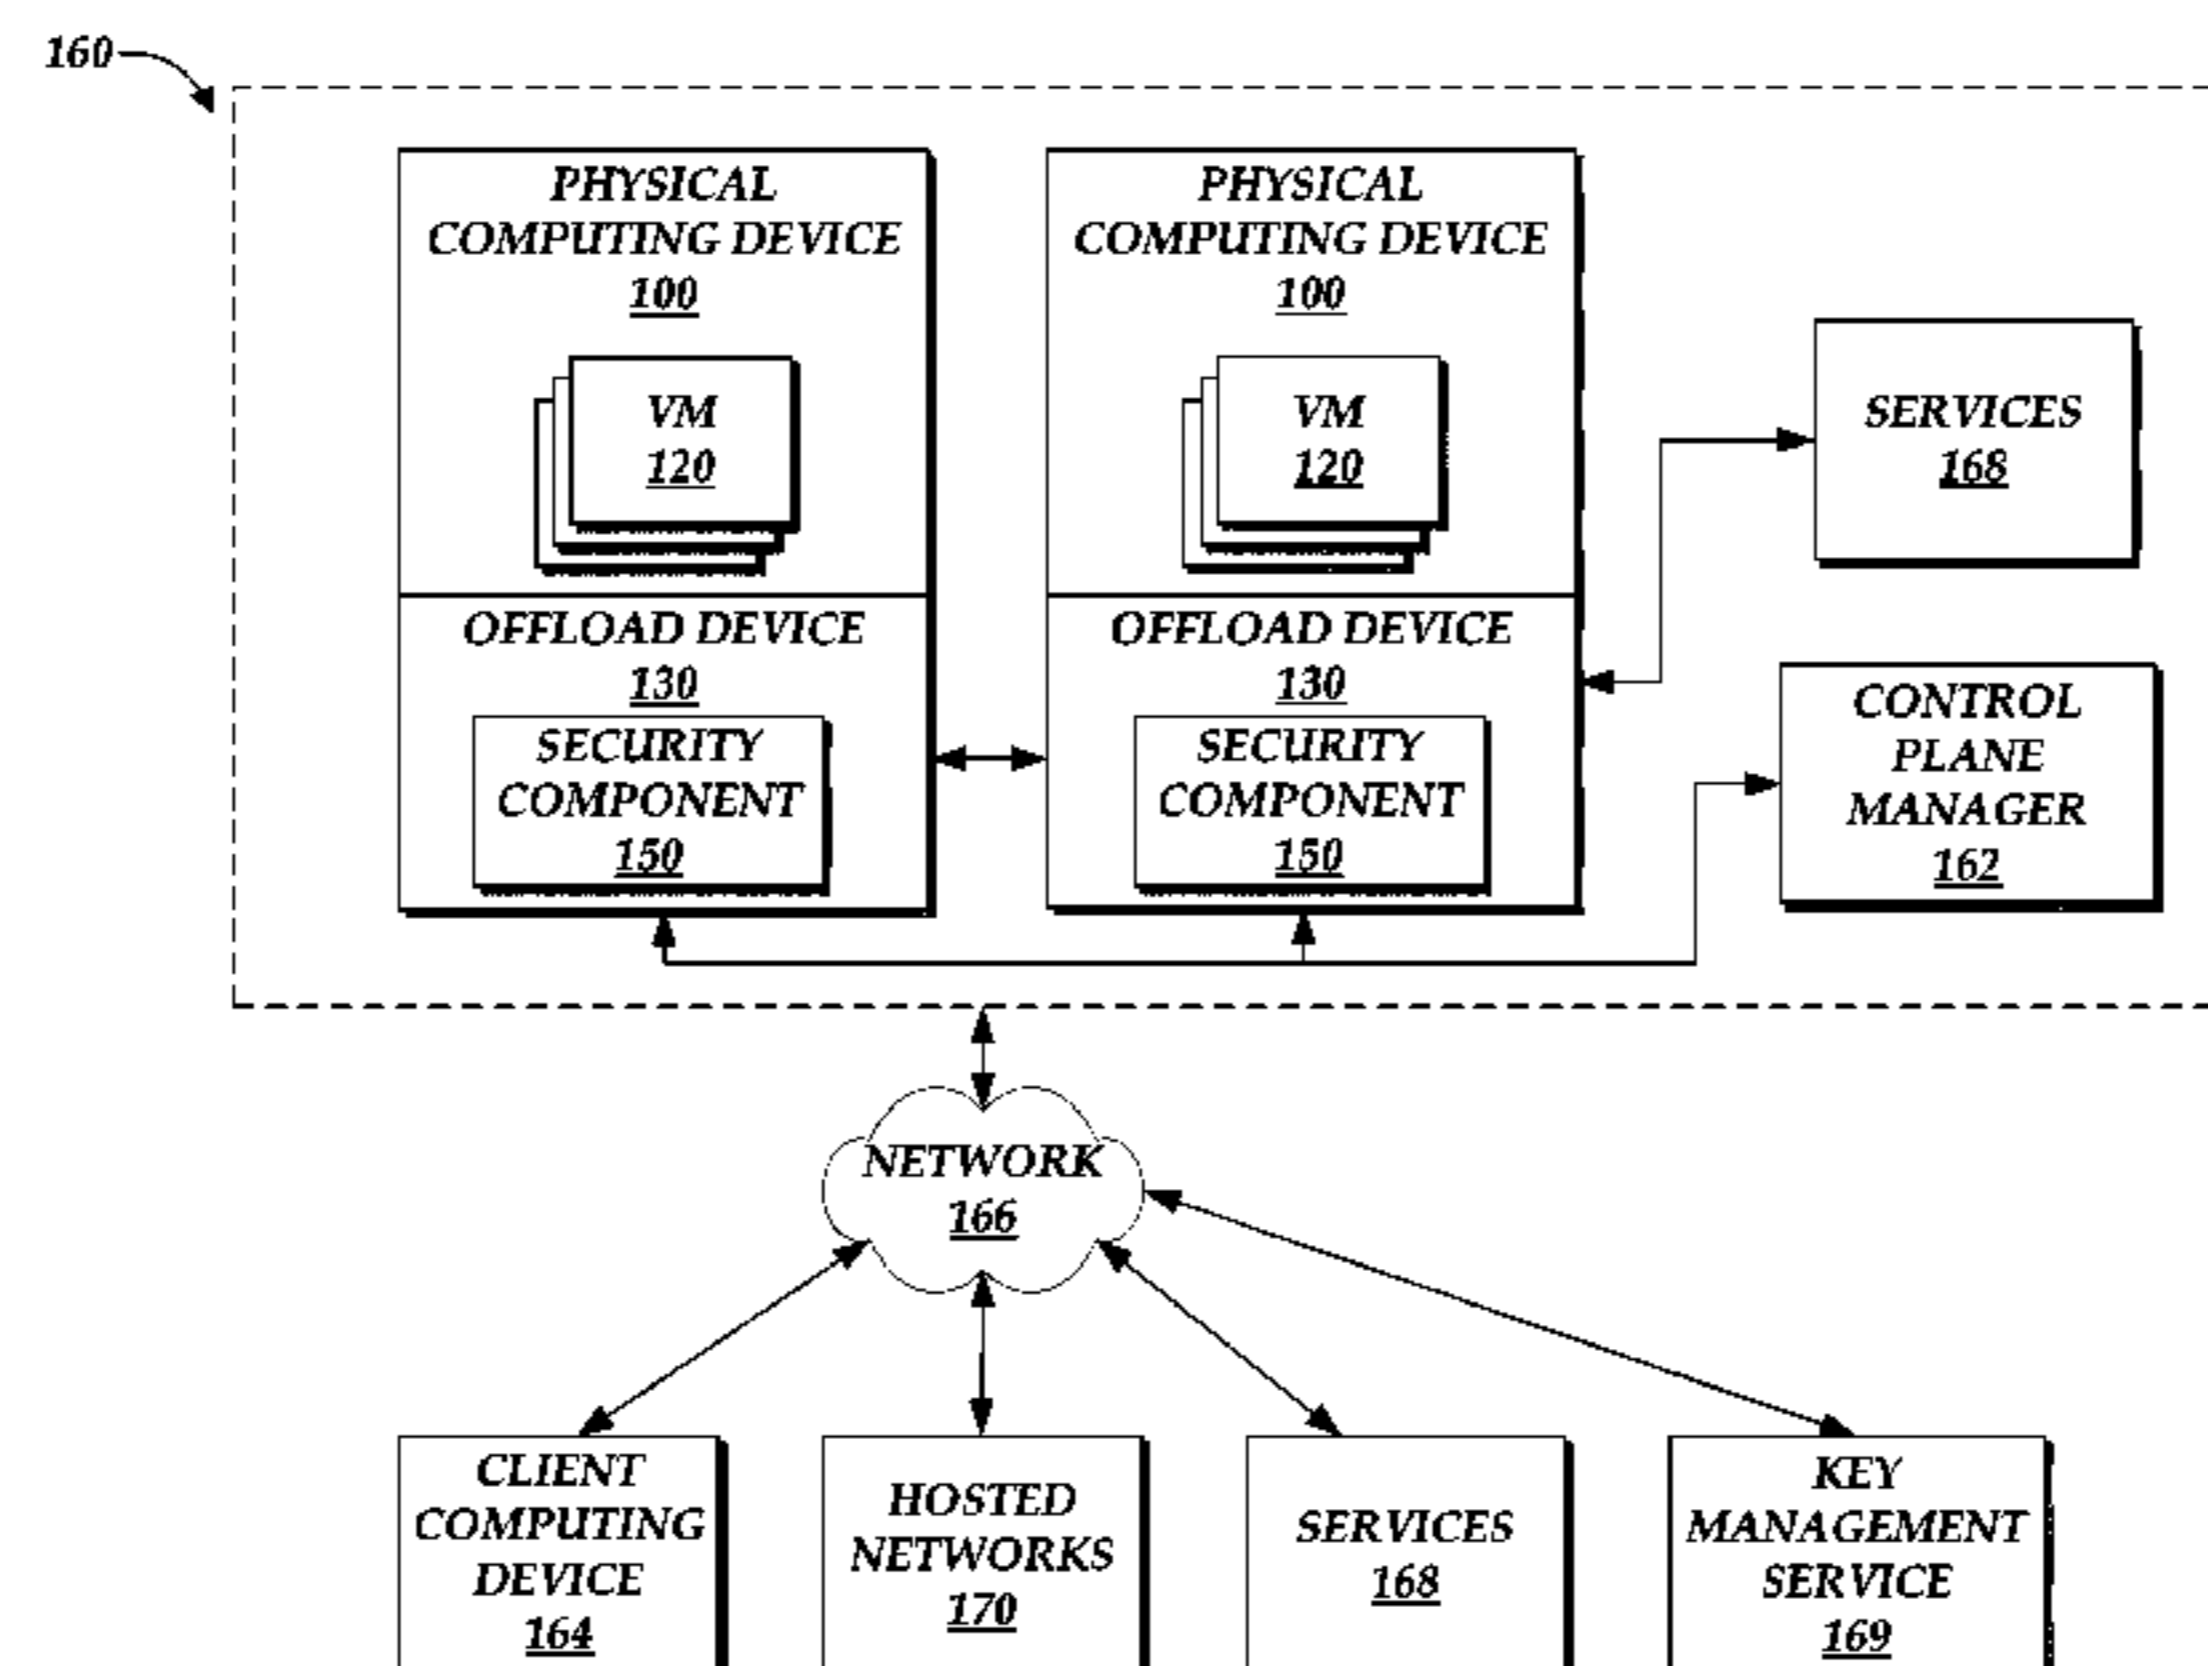 160
PHYSICAL
COMPUTING DEVICE
100
VM
120
OFFLOAD DEVICE
130
SECURITY
COMPONENT
150
PHYSICAL
COMPUTING DEVICE
100
VM
120
OFFLOAD DEVICE
130
SECURITY
COMPONENT
150
SERVICES
168
CONTROL
PLANE
MANAGER
162
NETWORK
166
CLIENT
COMPUTING
DEVICE
164
HOSTED
NETWORKS
170
SERVICES
168
KEY
MANAGEMENT
SERVICE
169